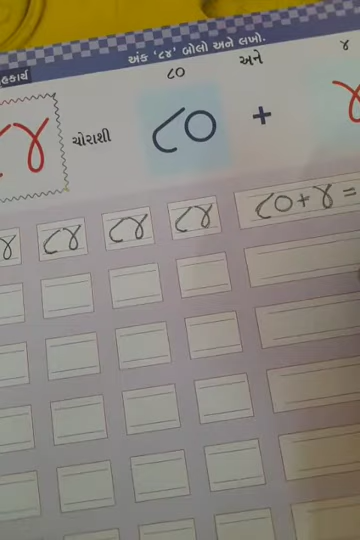 અંક '૮૪' બોલો અને લખો.
૮૦ અને ૪
૮૪ ચોરાશી ૮૦ + ૪
૪ ૮૪ ૮૪ ૮૪ ૮૦+૪=